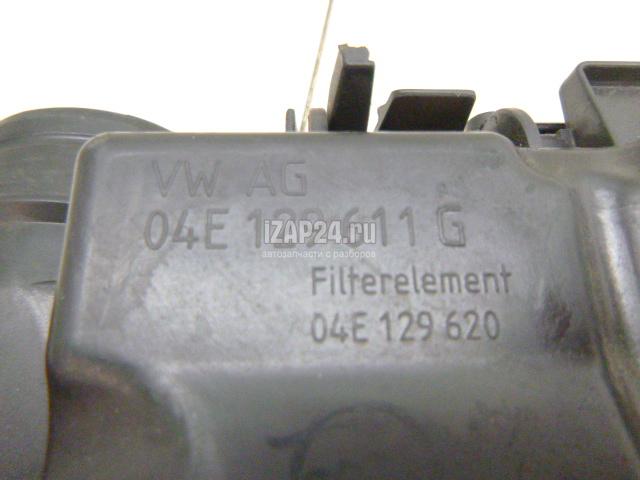 VW AG
04E 129 611 G
iZAP24.ru
автозапчасти с разборов
Filterelement
04E 129 620